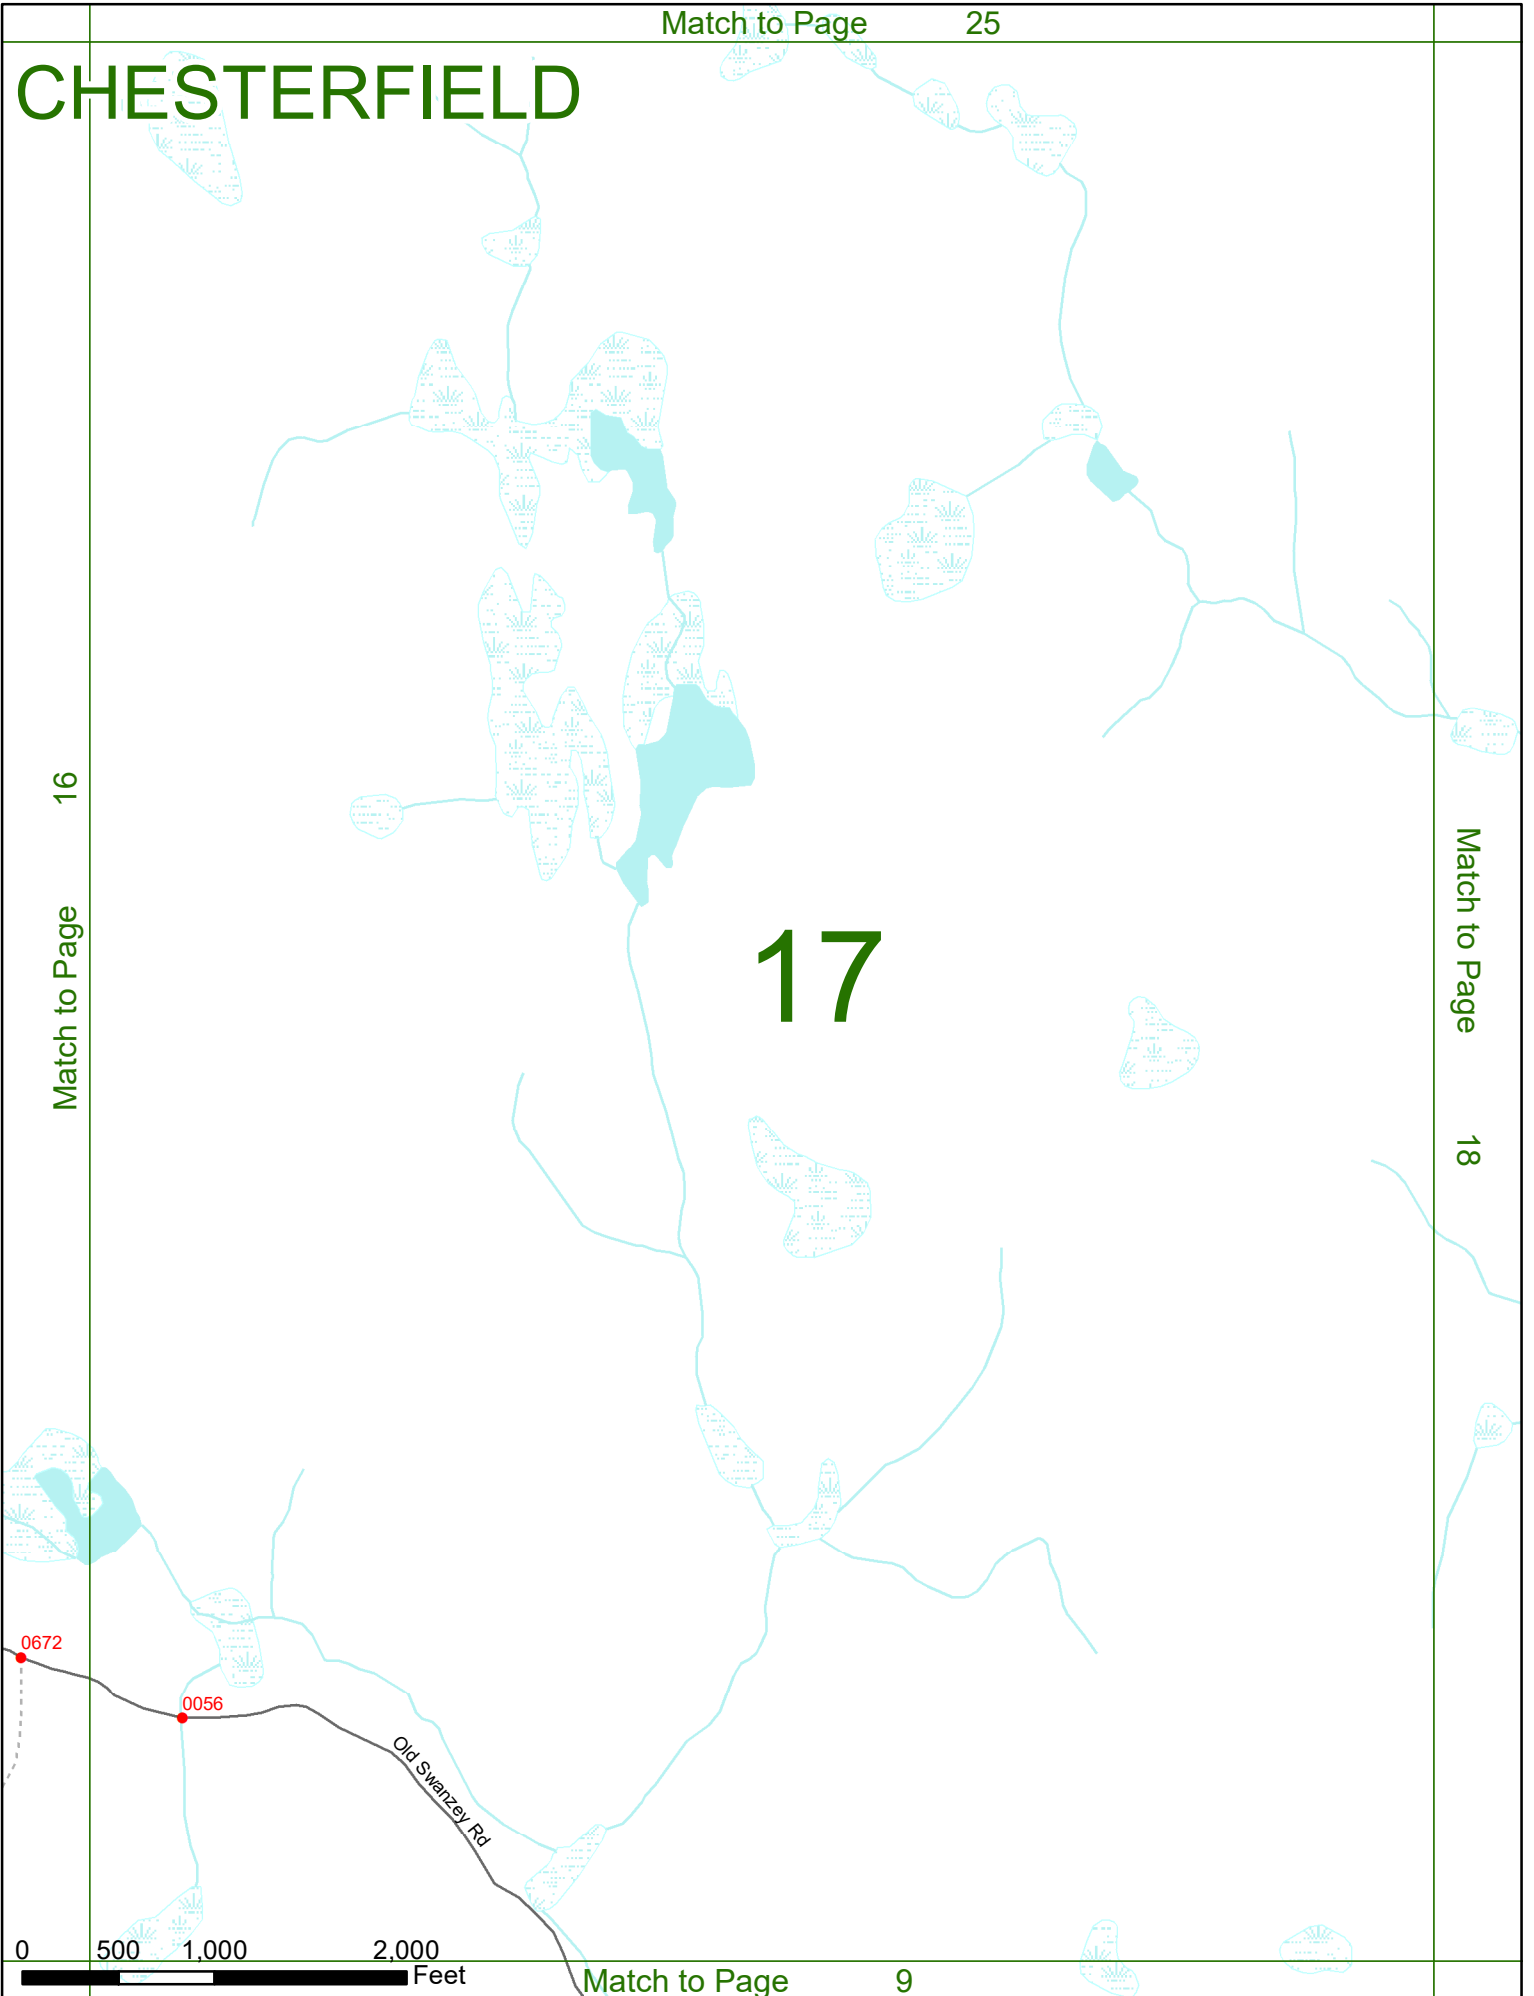 Match to Page 25
CHESTERFIELD
Match to Page 16
17
Match to Page 18
0672
0056
Old Swanzey Rd
0 500 1,000 2,000
Feet
Match to Page 9